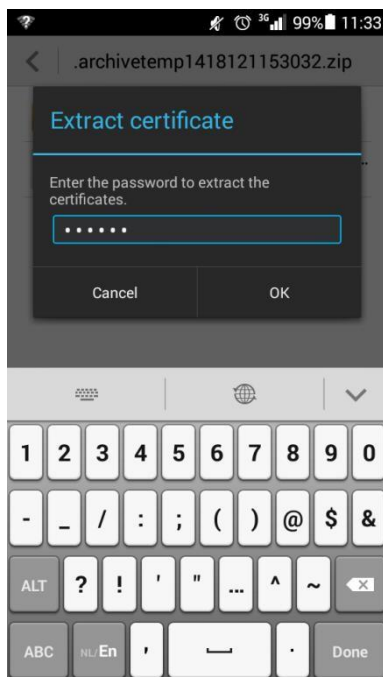 3G 99% 11:33
.archivetemp1418121153032.zip
Extract certificate
Enter the password to extract the
certificates.
••••••
Cancel OK
1 2 3 4 5 6 7 8 9 0
- _ / : ; ( ) @ $ &
ALT ? ! ' " ... ^ ~
ABC NL/En , . Done